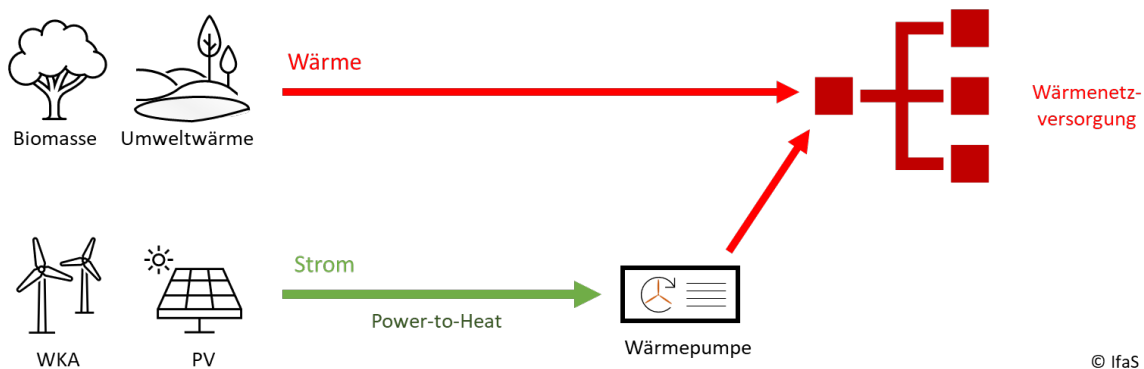 Wärme
Biomasse
Umweltwärme
Wärmenetz-
versorgung
Strom
Power-to-Heat
WKA
PV
Wärmepumpe
© IfaS